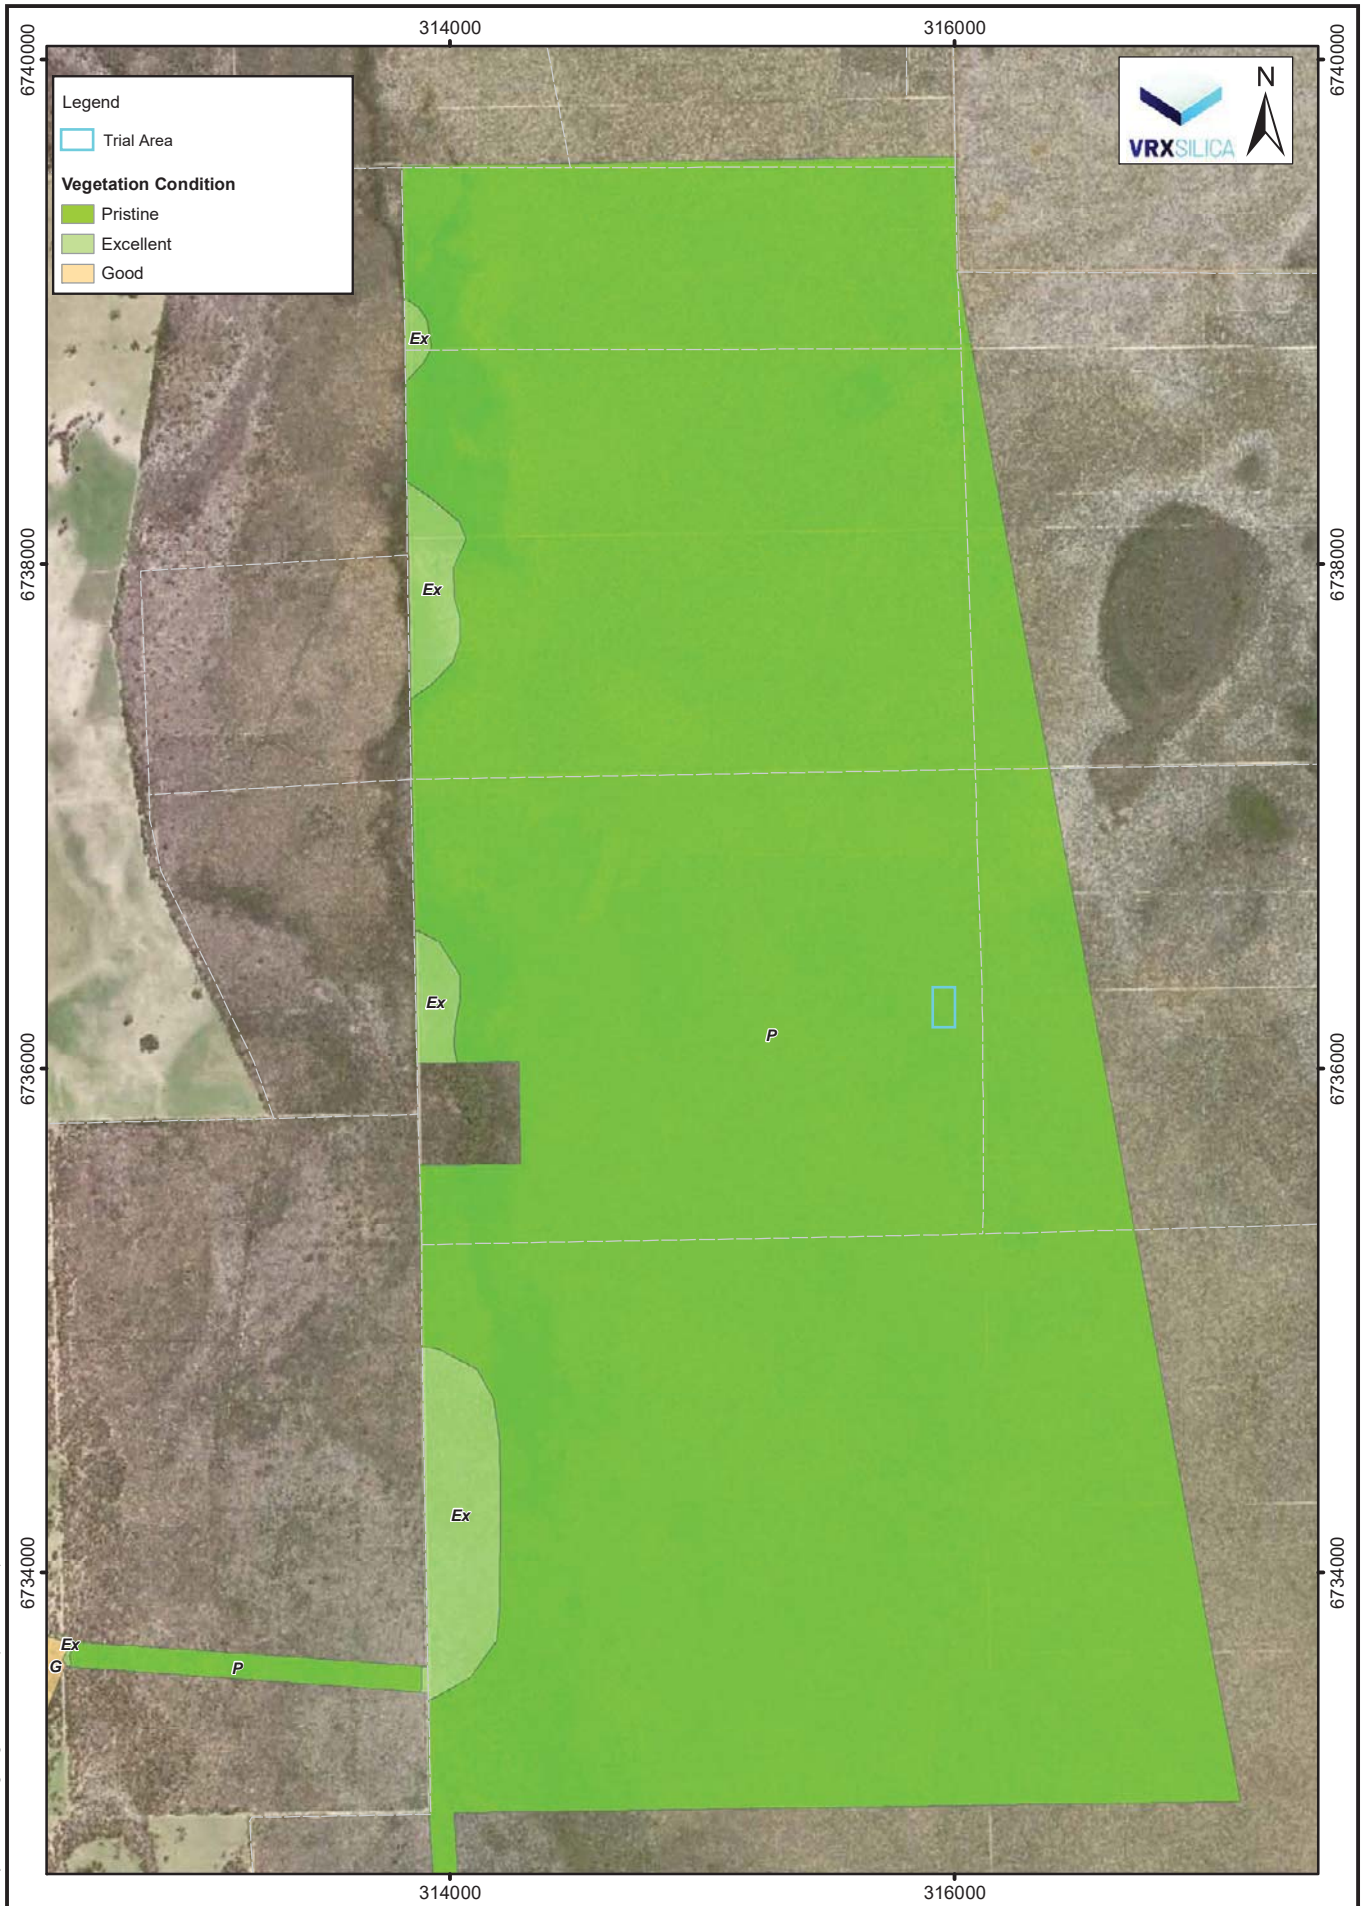 314000
316000
6740000
6740000
Legend
Trial Area
Vegetation Condition
Pristine
Excellent
Good
N
VRXSILICA
Ex
6738000
6738000
Ex
Ex
P
6736000
6736000
Ex
6734000
6734000
Ex
G
P
314000
316000